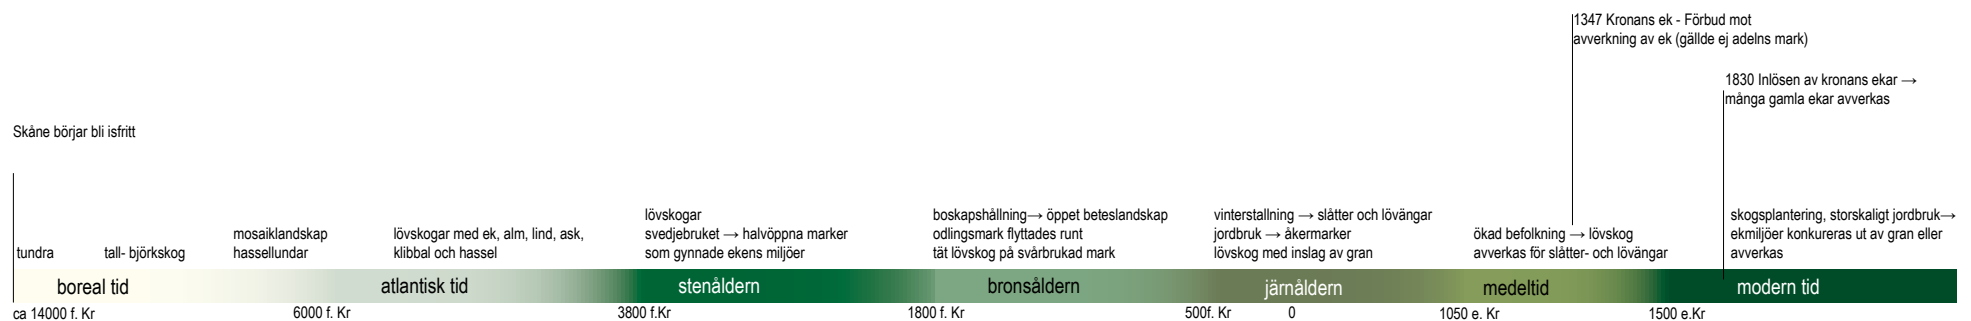 1347 Kronans ek - Förbud mot
avverkning av ek (gällde ej adelns mark)
1830 Inlösen av kronans ekar →
många gamla ekar avverkas
Skåne börjar bli isfritt
tundra
tall- björkskog
mosaiklandskap
hassellundar
lövskogar med ek, alm, lind, ask,
klibbal och hassel
lövskogar
svedjebruket → halvöppna marker
som gynnade ekens miljöer
boskapshållning→ öppet beteslandskap
odlingsmark flyttades runt
tät lövskog på svårbrukad mark
vinterstallning → slåtter och lövängar
jordbruk → åkermarker
lövskog med inslag av gran
ökad befolkning → lövskog
avverkas för slåtter- och lövängar
skogsplantering, storskaligt jordbruk→
ekmiljöer konkureras ut av gran eller
avverkas
boreal tid
atlantisk tid
stenåldern
bronsåldern
järnåldern
medeltid
modern tid
ca 14000 f. Kr
6000 f. Kr
3800 f.Kr
1800 f. Kr
500f. Kr
0
1050 e. Kr
1500 e.Kr